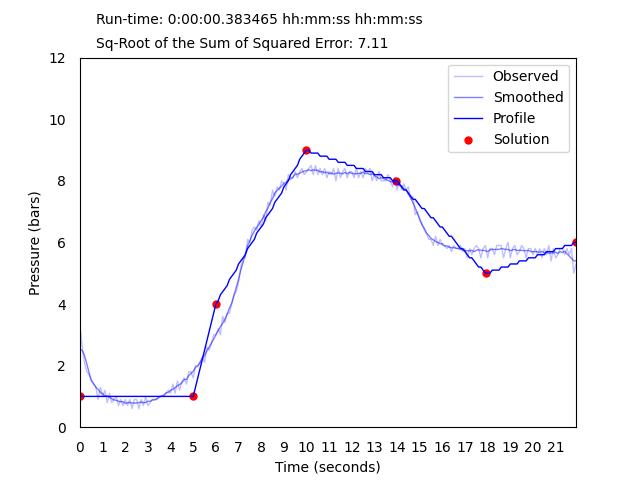 Run-time: 0:00:00.383465 hh:mm:ss hh:mm:ss
Sq-Root of the Sum of Squared Error: 7.11
12
10
8
6
4
2
0
Pressure (bars)
Observed
Smoothed
Profile
Solution
0 1 2 3 4 5 6 7 8 9 10 11 12 13 14 15 16 17 18 19 20 21
Time (seconds)